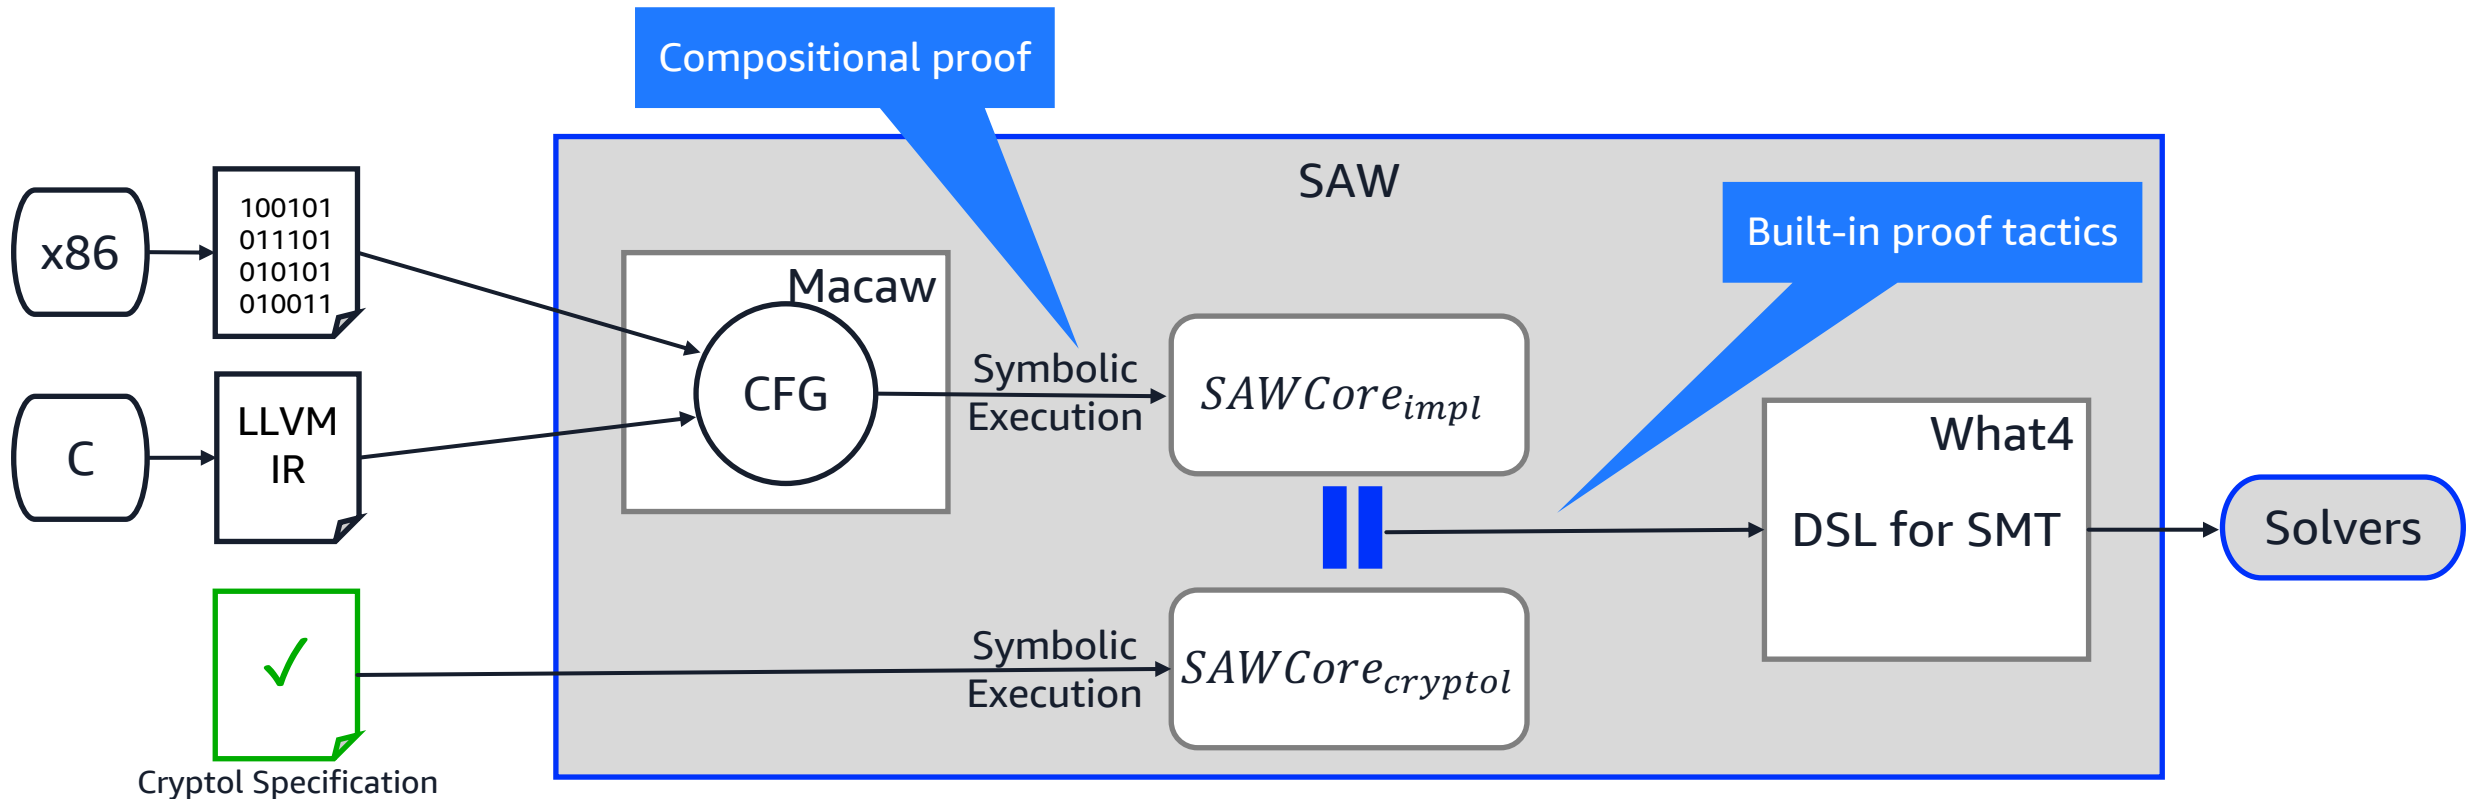 Compositional proof
SAW
x86
100101
011101
010101
010011
Built-in proof tactics
Macaw
CFG
Symbolic
Execution
SAWCore_impl
C
LLVM
IR
What4
DSL for SMT
Solvers
Symbolic
Execution
SAWCore_cryptol
✓
Cryptol Specification